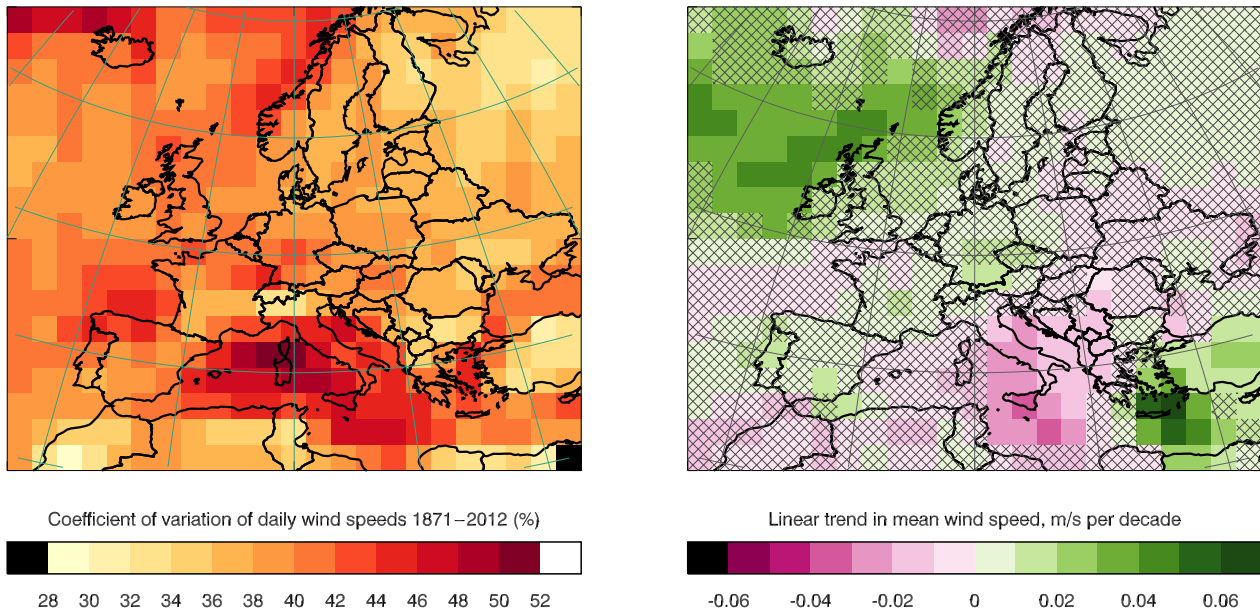 Coefficient of variation of daily wind speeds 1871−2012 (%)
28 30 32 34 36 38 40 42 44 46 48 50 52
Linear trend in mean wind speed, m/s per decade
-0.06 -0.04 -0.02 0 0.02 0.04 0.06